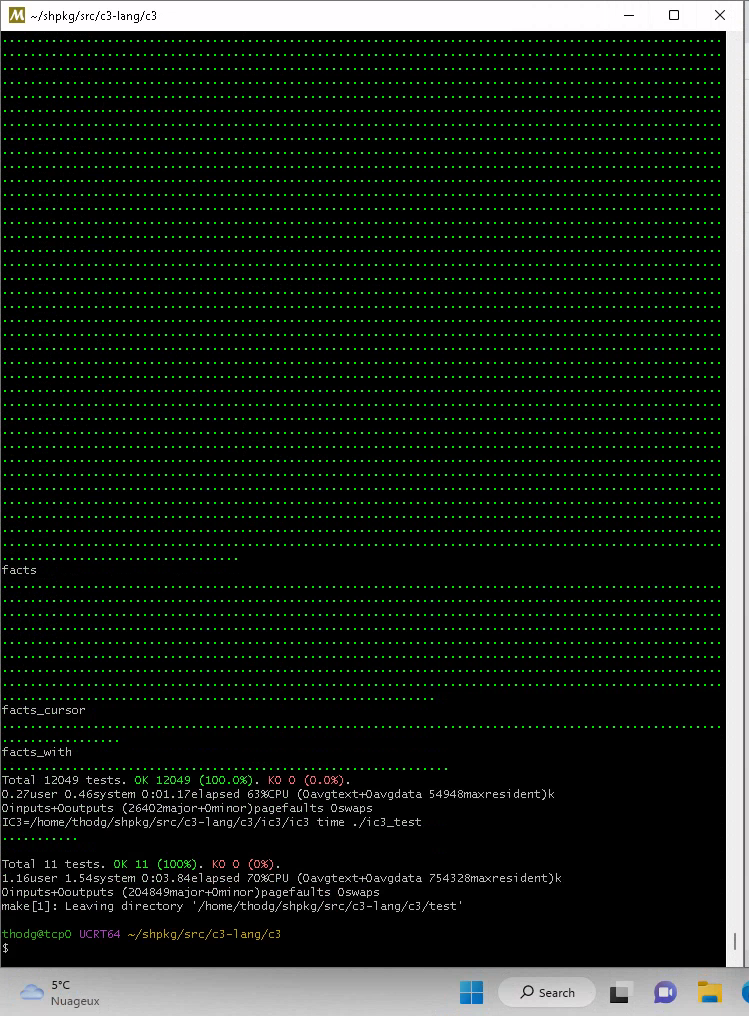 ~/shpkg/src/c3-lang/c3
facts
facts_cursor
facts_with
Total 12049 tests. OK 12049 (100.0%). KO 0 (0.0%).
0.27user 0.46system 0:01.17elapsed 63%CPU (0avgtext+0avgdata 54948maxresident)k
0inputs+0outputs (26402major+0minor)pagefaults 0swaps
IC3=/home/thodg/shpkg/src/c3-lang/c3/ic3/ic3 time ./ic3_test
...........
Total 11 tests. OK 11 (100%). KO 0 (0%).
1.16user 1.54system 0:03.84elapsed 70%CPU (0avgtext+0avgdata 754328maxresident)k
0inputs+0outputs (204849major+0minor)pagefaults 0swaps
make[1]: Leaving directory '/home/thodg/shpkg/src/c3-lang/c3/test'
thodg@tcp0 UCRT64 ~/shpkg/src/c3-lang/c3
$
5°C
Nuageux
Search